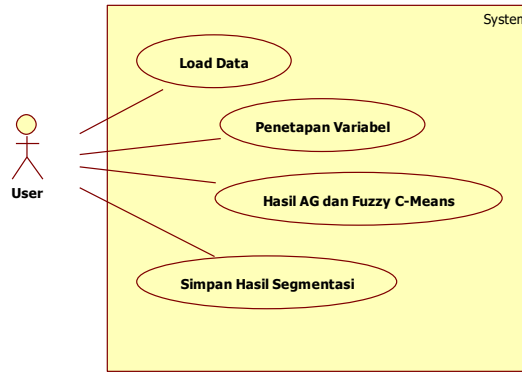 System
Load Data
Penetapan Variabel
User
Hasil AG dan Fuzzy C-Means
Simpan Hasil Segmentasi